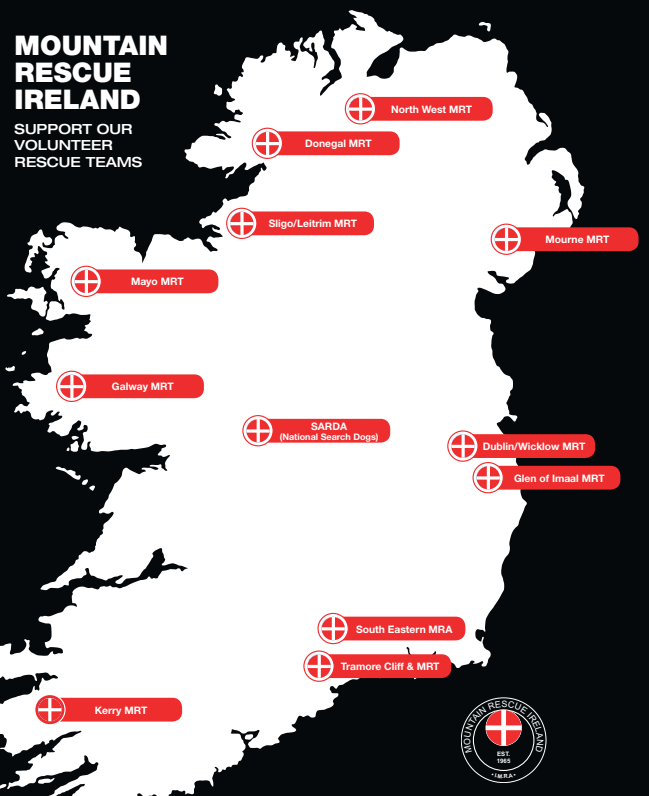 MOUNTAIN
RESCUE
IRELAND
SUPPORT OUR
VOLUNTEER
RESCUE TEAMS
North West MRT
Donegal MRT
Sligo/Leitrim MRT
Mourne MRT
Mayo MRT
Galway MRT
SARDA
(National Search Dogs)
Dublin/Wicklow MRT
Glen of Imaal MRT
South Eastern MRA
Tramore Cliff & MRT
Kerry MRT
MOUNTAIN RESCUE IRELAND
EST.
1965
• I.M.R.A •